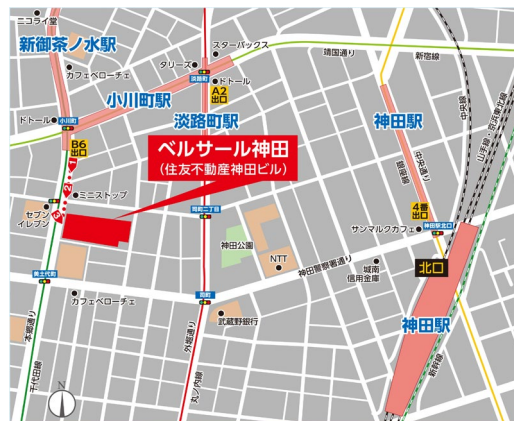 ニコライ堂
新御茶ノ水駅
スターバックス
靖国通り
新宿線
タリーズ
カフェベローチェ
淡路町
ドトール
A2
出口
小川町駅
ドトール
小川町
淡路町駅
神田駅
中央線
山手線・京浜東北線
B6
出口
ベルサール神田
(住友不動産神田ビル)
中央通り
銀座線
1
2
3
ミニストップ
セブン
イレブン
司町二丁目
4番
出口
サンマルクカフェ
神田駅北口
神田公園
NTT
神田警察署通り
城南
信用金庫
北口
美土代町
カフェベローチェ
司町
武蔵野銀行
神田駅
本郷通り
千代田線
外堀通り
丸ノ内線
新幹線
N